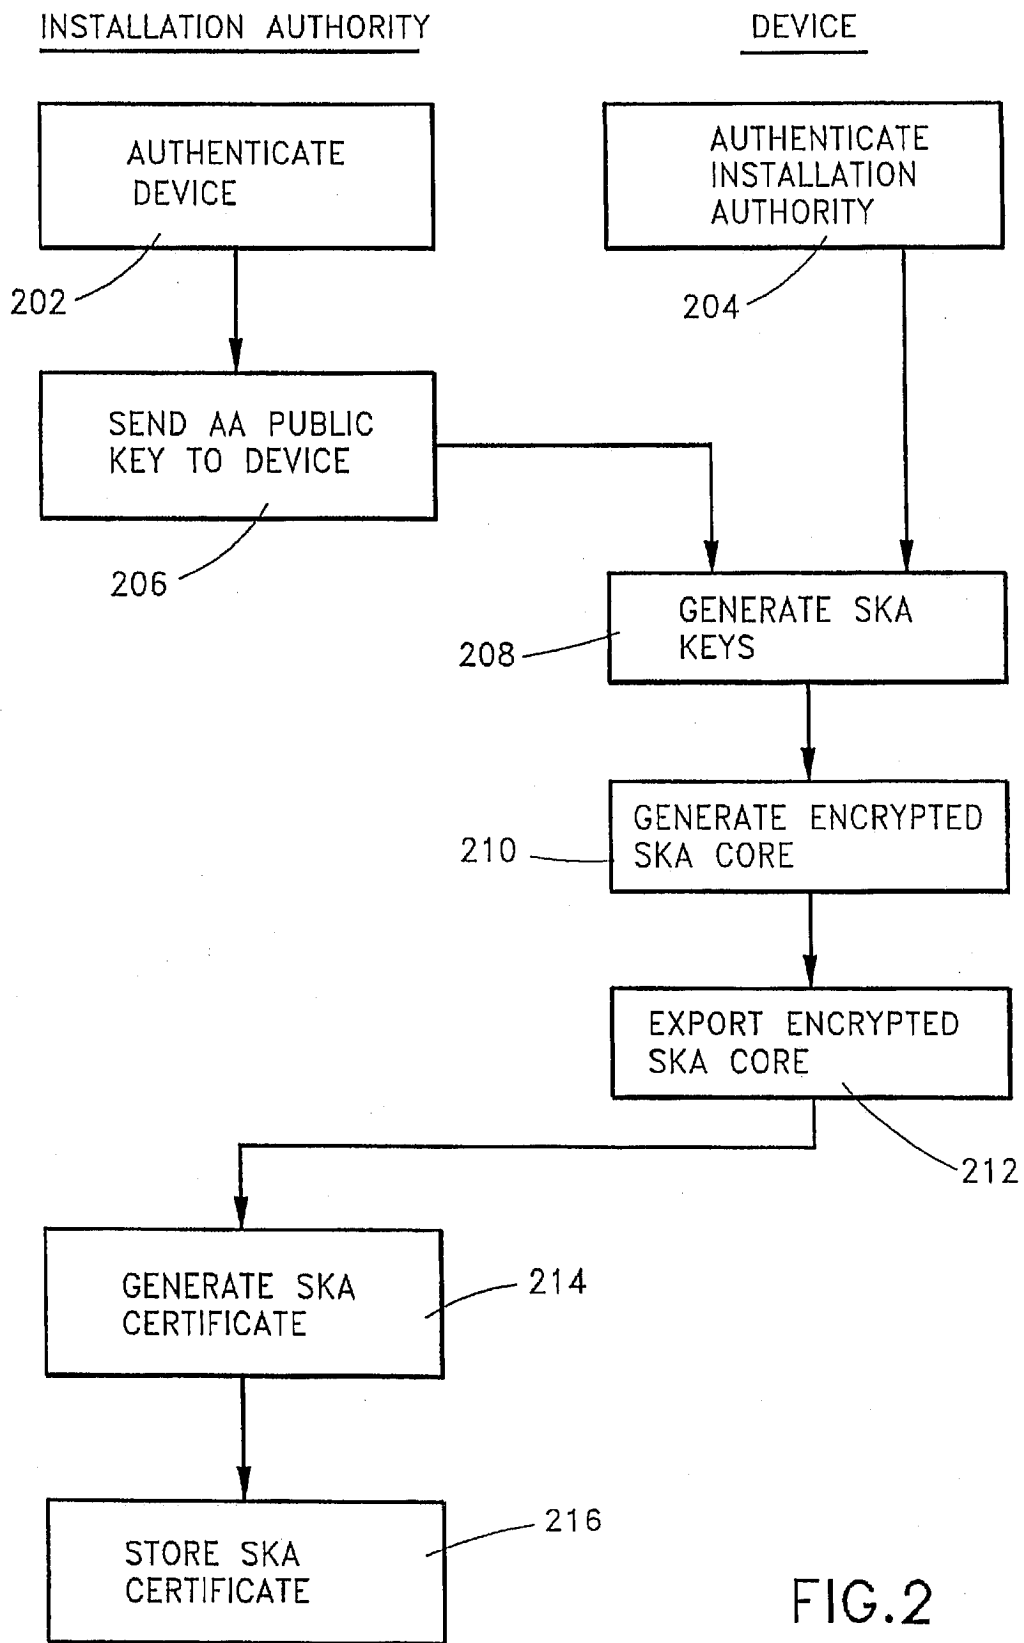 INSTALLATION AUTHORITY
DEVICE
AUTHENTICATE
DEVICE
202
AUTHENTICATE
INSTALLATION
AUTHORITY
204
SEND AA PUBLIC
KEY TO DEVICE
206
GENERATE SKA
KEYS
208
GENERATE ENCRYPTED
SKA CORE
210
EXPORT ENCRYPTED
SKA CORE
212
GENERATE SKA
CERTIFICATE
214
STORE SKA
CERTIFICATE
216
FIG.2